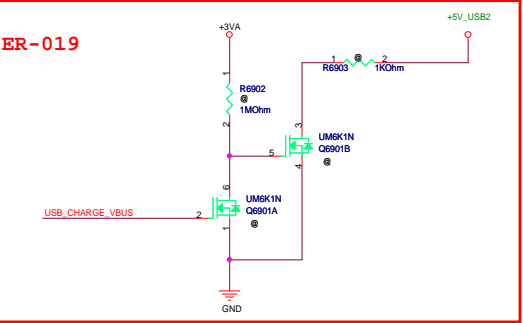 +5V_USB2
ER-019
+3VA
1 @ 2
R6903 1KOhm
1
R6902
@
1MOhm
2
3
UM6K1N
5 Q6901B
@
4
6
UM6K1N
Q6901A
USB_CHARGE_VBUS 2
@
1
GND